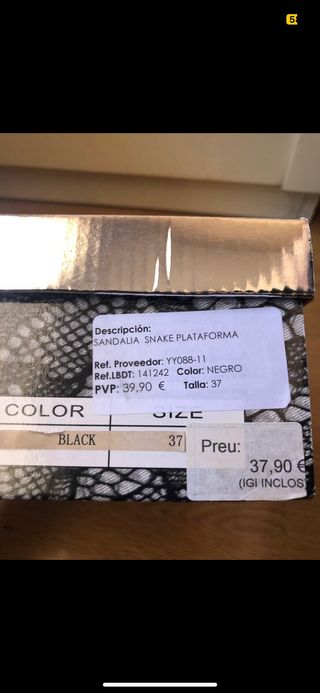 Descripción:
SANDALIA SNAKE PLATAFORMA
Ref. Proveedor: YY088-11
Ref.LBDT: 141242 Color: NEGRO
PVP: 39,90 € Talla: 37
COLOR SIZE
BLACK 37
Preu:
37,90 €
(IGI INCLOS